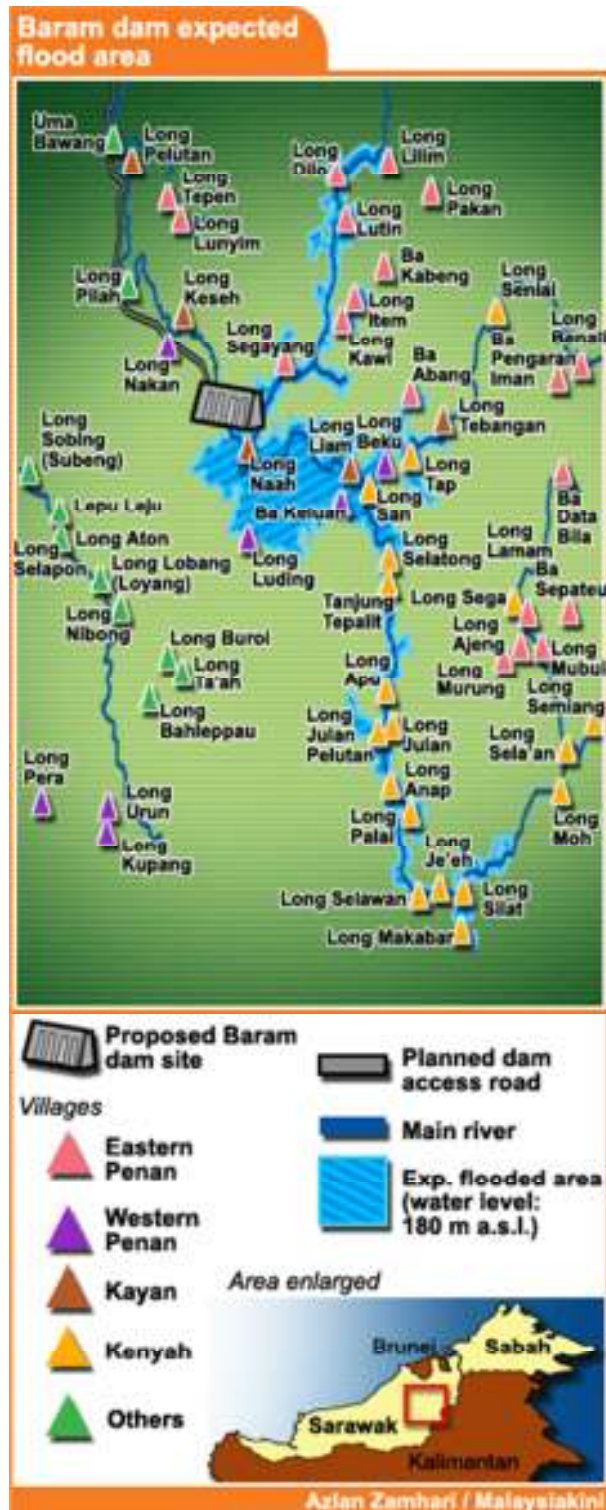 Baram dam expected
flood area
Uma
Bawang
Long
Pelutan
Long
Tepen
Long
Lunyim
Long
Dilo
Long
Lilim
Long
Pakan
Long
Lutin
Ba
Kabeng
Long
Pilah
Long
Keseh
Long
Item
Long
Senlai
Long
Segayang
Long
Kawi
Long
Nakan
Ba
Abang
Ba
Pengaran
Iman
Long
Long
Sobing
(Subeng)
Long
Naah
Long
Liam
Long
Beku
Long
Tebangan
Long
Tap
Ba Keluan
Long
San
Ba
Data
Bila
Lepu Leju
Long Aton
Long
Selapon
Long Lobang
(Loyang)
Long
Luding
Long
Selatong
Long
Lamam
Ba
Sepateu
Long
Nibong
Tanjung
Tepalit
Long Sega
Long
Ajeng
Long
Mubui
Long
Murung
Long Buroi
Long
Ta'an
Long
Bahleppau
Long
Apu
Long
Semiang
Long
Julan
Pelutan
Long
Julan
Long
Sela'an
Long
Pera
Long
Urun
Long
Kupang
Long
Anap
Long
Palai
Long
Moh
Long
Je'eh
Long Selawan
Long
Silat
Long Makabar
Proposed Baram
dam site
Planned dam
access road
Villages
Main river
Eastern
Penan
Exp. flooded area
(water level:
180 m a.s.l.)
Western
Penan
Kayan
Area enlarged
Kenyah
Others
Brunei
Sabah
Sarawak
Kalimantan
Azlan Zamhari / Malaysiakini